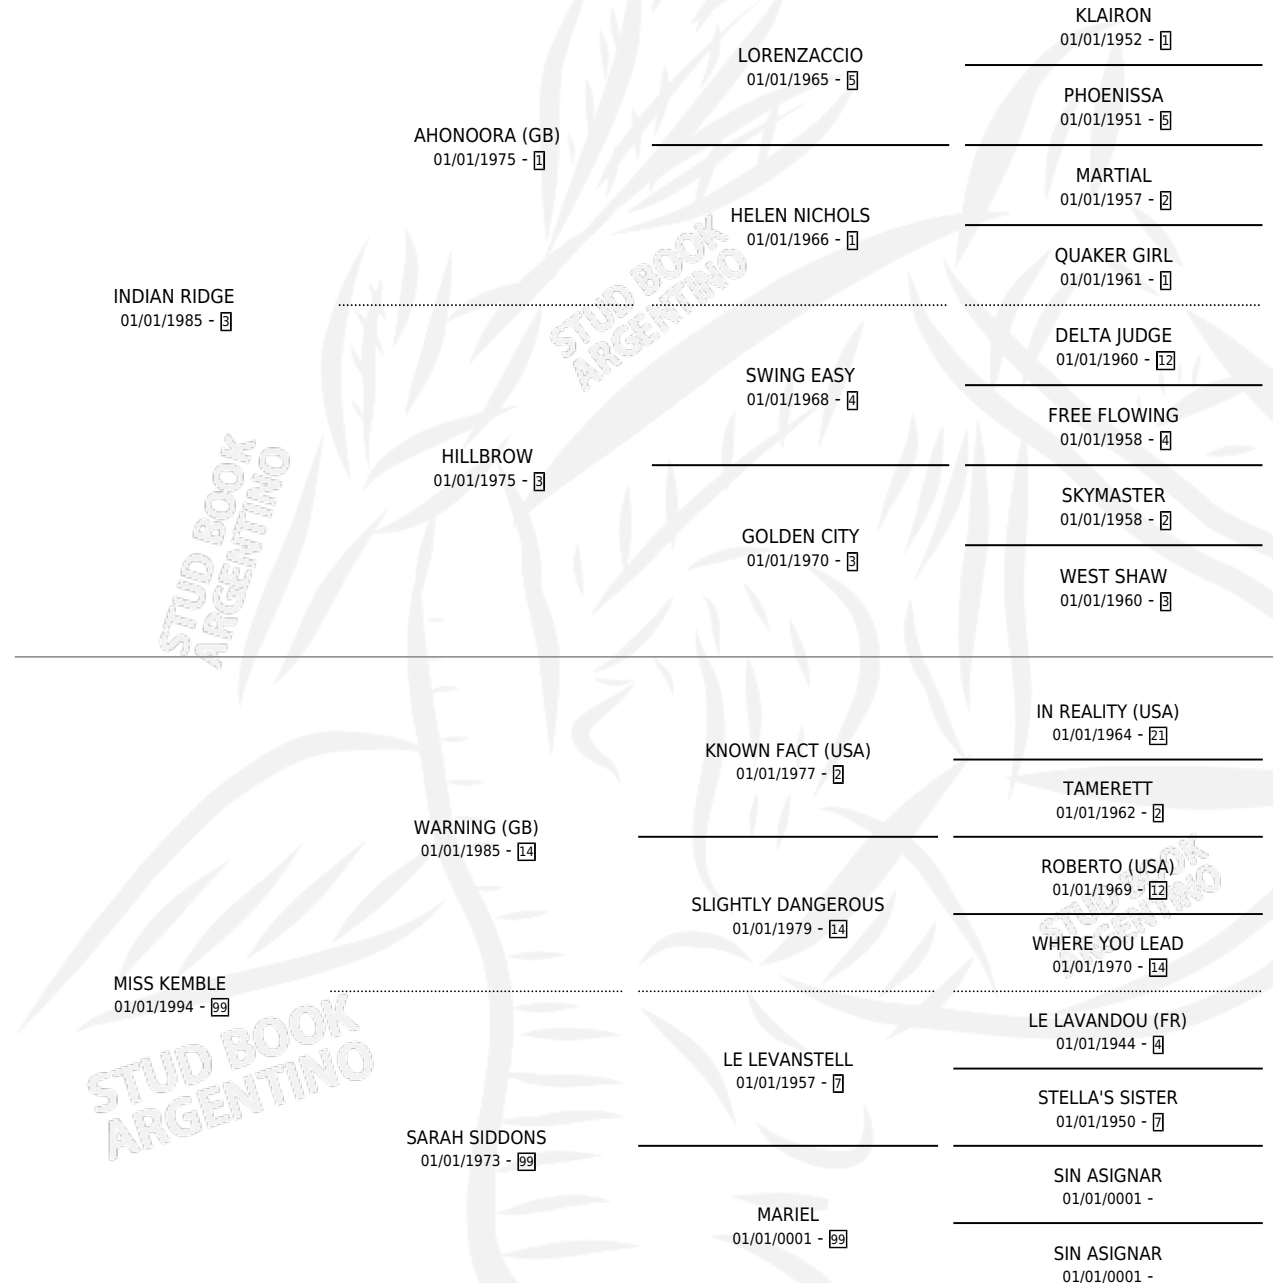 KLAIRON
01/01/1952 - 1
LORENZACCIO
01/01/1965 - 5
PHOENISSA
01/01/1951 - 5
AHONOORA (GB)
01/01/1975 - 1
MARTIAL
01/01/1957 - 2
HELEN NICHOLS
01/01/1966 - 1
QUAKER GIRL
01/01/1961 - 1
INDIAN RIDGE
01/01/1985 - 3
STUD BOOK
ARGENTINO
DELTA JUDGE
01/01/1960 - 12
SWING EASY
01/01/1968 - 4
FREE FLOWING
01/01/1958 - 4
HILLBROW
01/01/1975 - 3
SKYMASTER
01/01/1958 - 2
GOLDEN CITY
01/01/1970 - 3
WEST SHAW
01/01/1960 - 3
STUD BOOK
ARGENTINO
IN REALITY (USA)
01/01/1964 - 21
KNOWN FACT (USA)
01/01/1977 - 2
TAMERETT
01/01/1962 - 2
WARNING (GB)
01/01/1985 - 14
ROBERTO (USA)
01/01/1969 - 12
SLIGHTLY DANGEROUS
01/01/1979 - 14
STUD BOOK
ARGENTINO
WHERE YOU LEAD
01/01/1970 - 14
MISS KEMBLE
01/01/1994 - 99
LE LAVANDOU (FR)
01/01/1944 - 4
LE LEVANSTELL
01/01/1957 - 7
STUD BOOK
ARGENTINO
STELLA'S SISTER
01/01/1950 - 7
SARAH SIDDONS
01/01/1973 - 99
SIN ASIGNAR
01/01/0001 -
MARIEL
01/01/0001 - 99
SIN ASIGNAR
01/01/0001 -